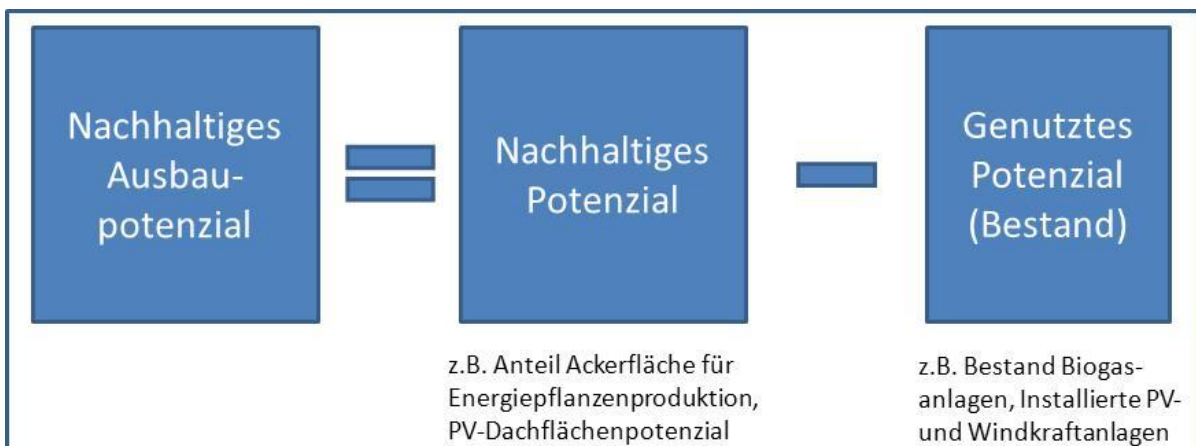 Nachhaltiges
Ausbau-
potenzial
Nachhaltiges
Potenzial
Genutztes
Potenzial
(Bestand)
z.B. Anteil Ackerfläche für
Energiepflanzenproduktion,
PV-Dachflächenpotenzial
z.B. Bestand Biogas-
anlagen, Installierte PV-
und Windkraftanlagen